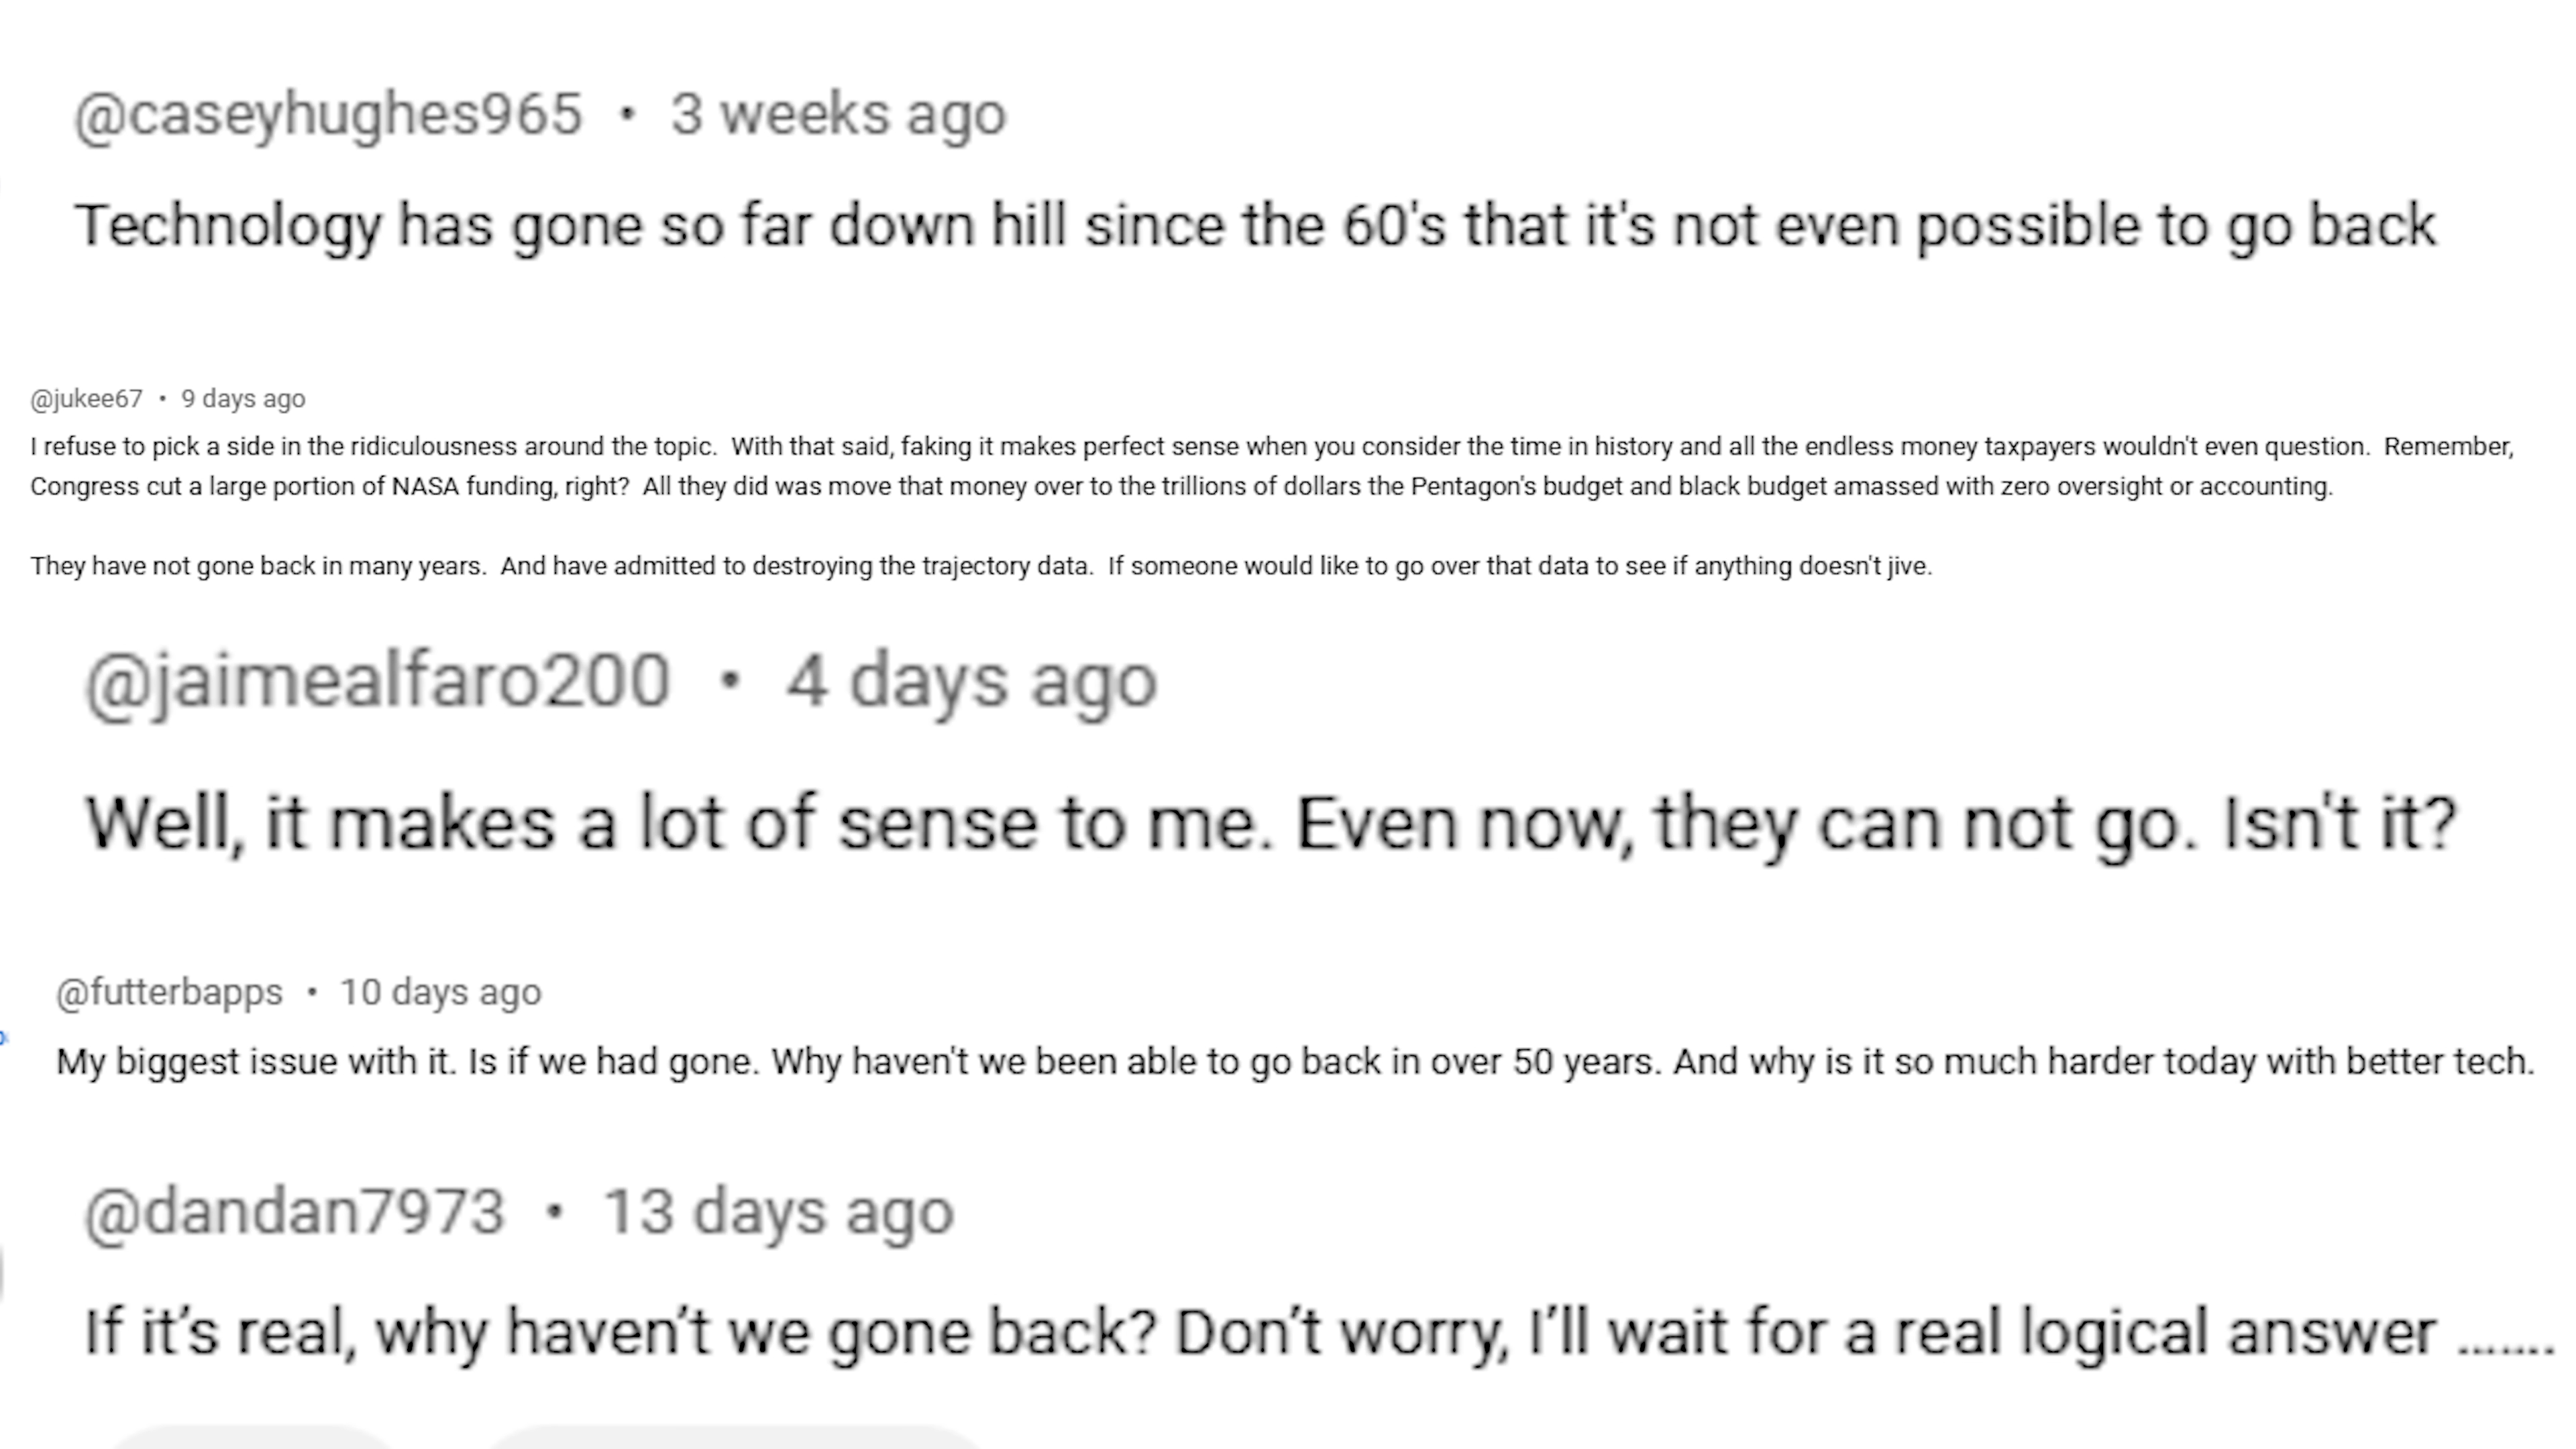 @caseyhughes965 • 3 weeks ago
Technology has gone so far down hill since the 60's that it's not even possible to go back
@jukee67 • 9 days ago
I refuse to pick a side in the ridiculousness around the topic.  With that said, faking it makes perfect sense when you consider the time in history and all the endless money taxpayers wouldn't even question.  Remember,
Congress cut a large portion of NASA funding, right?  All they did was move that money over to the trillions of dollars the Pentagon's budget and black budget amassed with zero oversight or accounting.
They have not gone back in many years.  And have admitted to destroying the trajectory data.  If someone would like to go over that data to see if anything doesn't jive.
@jaimealfaro200 • 4 days ago
Well, it makes a lot of sense to me. Even now, they can not go. Isn't it?
@futterbapps • 10 days ago
My biggest issue with it. Is if we had gone. Why haven't we been able to go back in over 50 years. And why is it so much harder today with better tech.
@dandan7973 • 13 days ago
If it’s real, why haven’t we gone back? Don’t worry, I’ll wait for a real logical answer …....